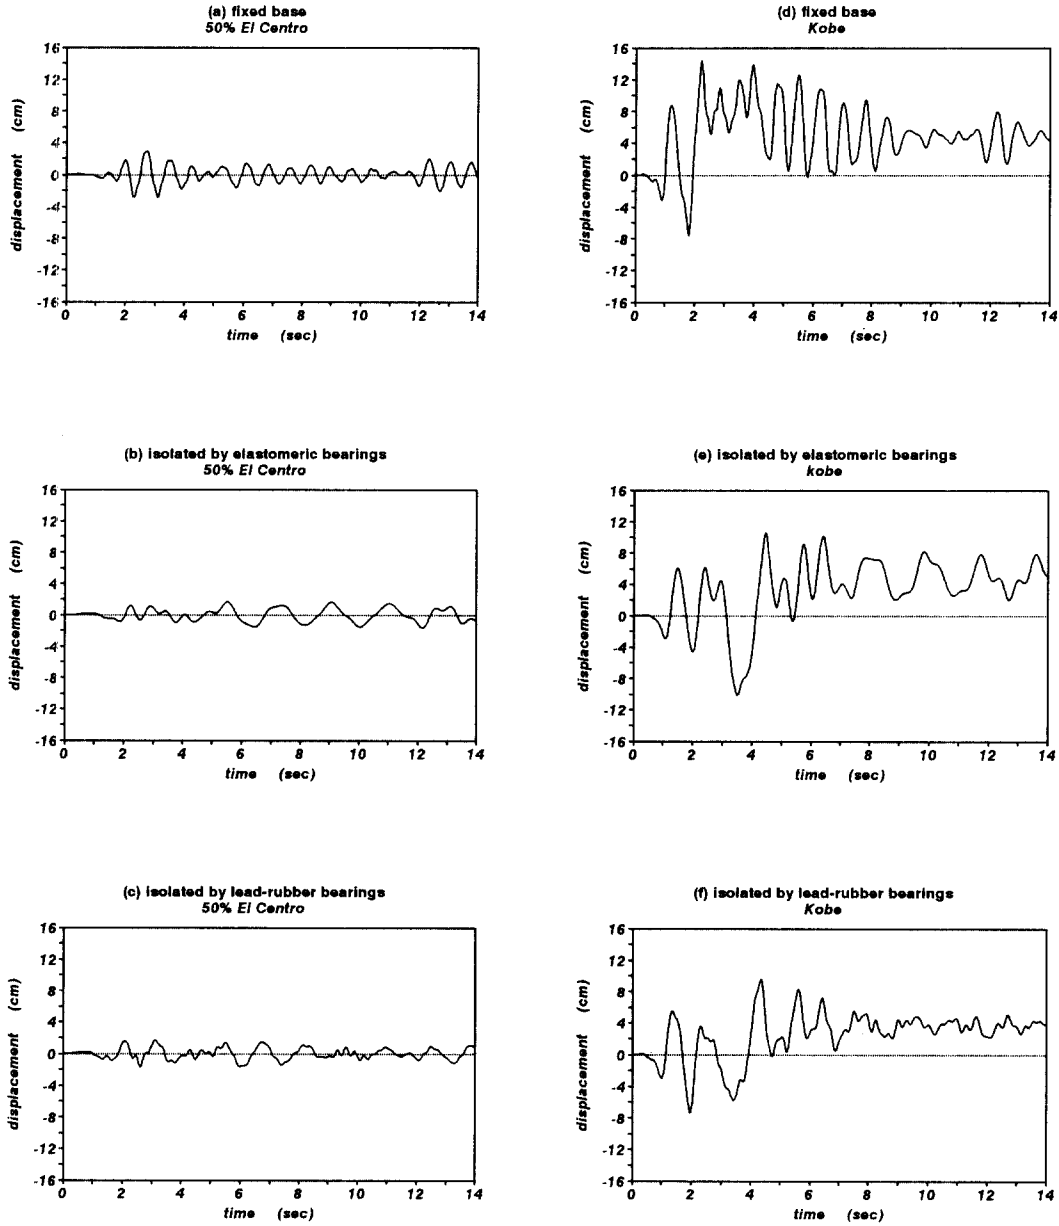 (a) fixed base
50% El Centro
16
12
8
4
0
-4
-8
-12
-16
displacement (cm)
0 2 4 6 8 10 12 14
time (sec)
(d) fixed base
Kobe
16
12
8
4
0
-4
-8
-12
-16
displacement (cm)
0 2 4 6 8 10 12 14
time (sec)
(b) isolated by elastomeric bearings
50% El Centro
16
12
8
4
0
-4
-8
-12
-16
displacement (cm)
0 2 4 6 8 10 12 14
time (sec)
(e) isolated by elastomeric bearings
kobe
16
12
8
4
0
-4
-8
-12
-16
displacement (cm)
0 2 4 6 8 10 12 14
time (sec)
(c) isolated by lead-rubber bearings
50% El Centro
16
12
8
4
0
-4
-8
-12
-16
displacement (cm)
0 2 4 6 8 10 12 14
time (sec)
(f) isolated by lead-rubber bearings
Kobe
16
12
8
4
0
-4
-8
-12
-16
displacement (cm)
0 2 4 6 8 10 12 14
time (sec)